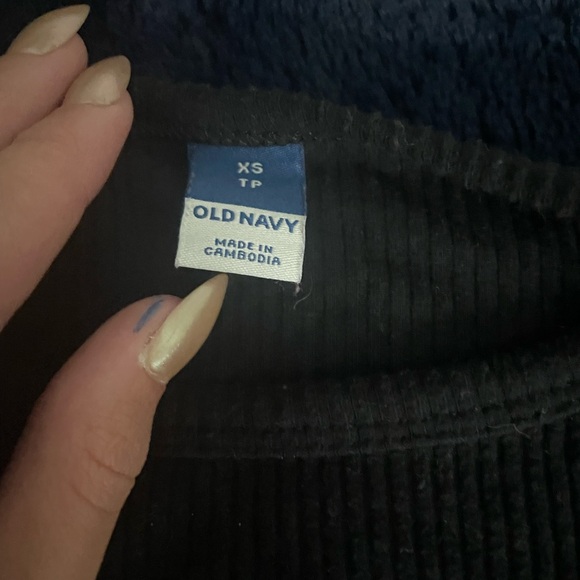 XS
TP
OLD NAVY
MADE IN
CAMBODIA